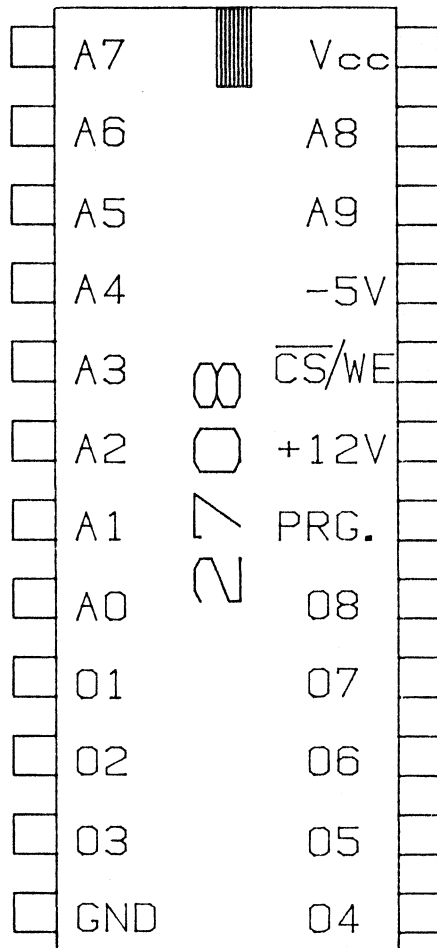 A7 Vcc
A6 A8
A5 A9
A4 -5V
A3 C̅S̅/WE
A2 +12V
A1 PRG.
A0 O8
O1 O7
O2 O6
O3 O5
GND O4
2708